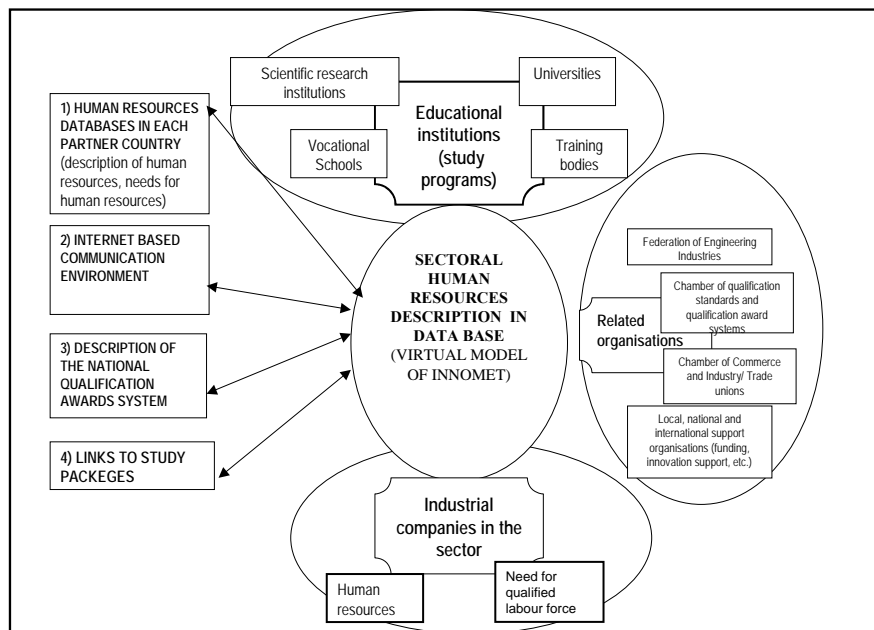 Scientific research
institutions
Universities
Educational
institutions
(study
programs)
Vocational
Schools
Training
bodies
1) HUMAN
RESOURCES
DATABASES IN EACH
PARTNER COUNTRY
(description of human
resources, needs for
human resources)
2) INTERNET BASED
COMMUNICATION
ENVIRONMENT
3) DESCRIPTION OF
THE NATIONAL
QUALIFICATION
AWARDS SYSTEM
4) LINKS TO STUDY
PACKEGES
SECTORAL
HUMAN
RESOURCES
DESCRIPTION IN
DATA BASE
(VIRTUAL MODEL
OF INNOMET)
Federation of Engineering
Industries
Chamber of qualification
standards and
qualification award
systems
Related
organisations
Chamber of Commerce
and Industry/ Trade
unions
Local, national and
international support
organisations (funding,
innovation support, etc.)
Industrial
companies in the
sector
Human
resources
Need for
qualified
labour force